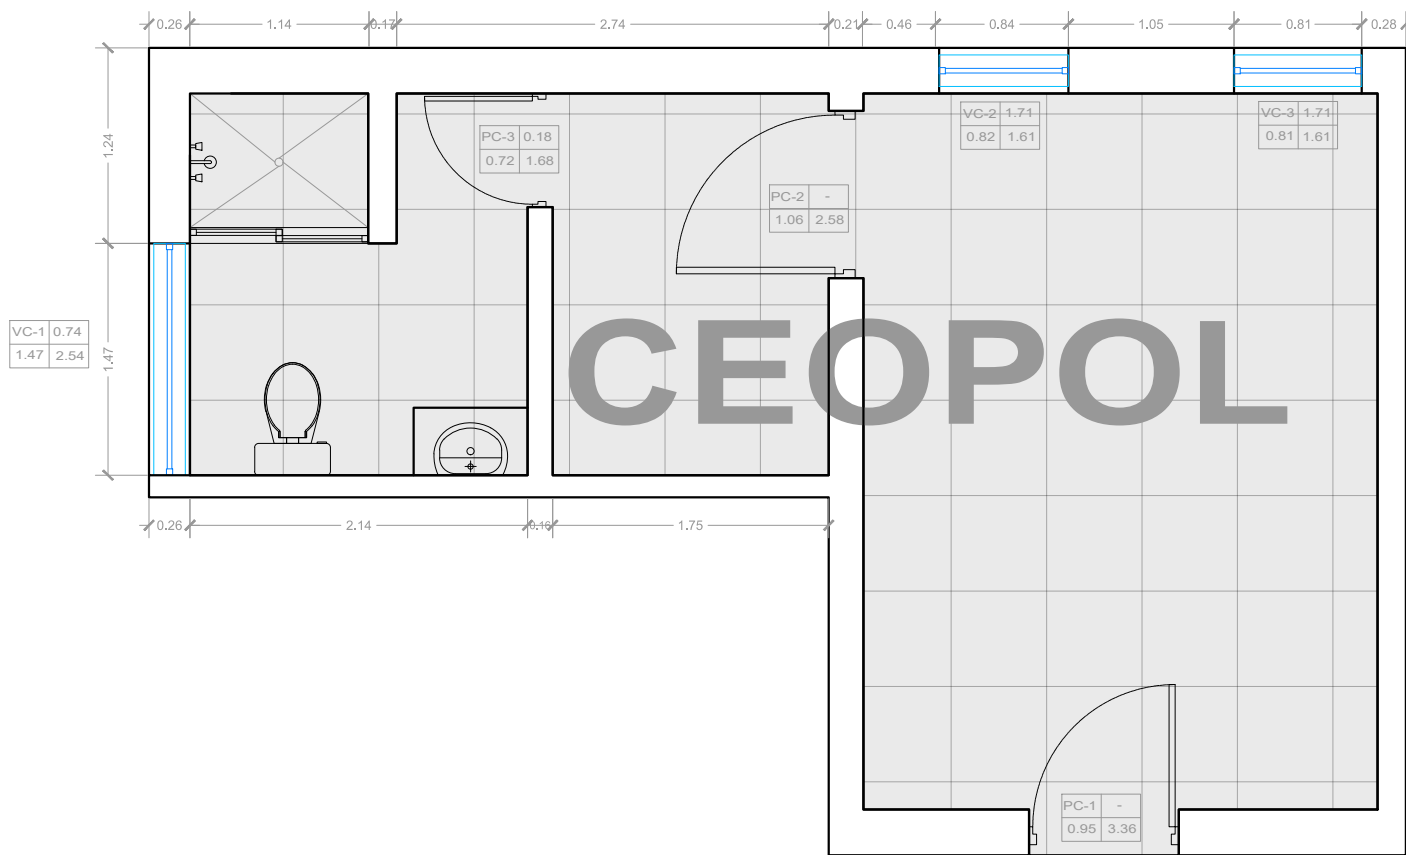 0.26 1.14 0.17 2.74 0.21 0.46 0.84 1.05 0.81 0.28
1.24
PC-3 0.18
0.72 1.68
VC-2 1.71
0.82 1.61
VC-3 1.71
0.81 1.61
PC-2 -
1.06 2.58
VC-1 0.74
1.47 2.54
1.47
CEOPOL
0.26 2.14 0.16 1.75
PC-1 -
0.95 3.36